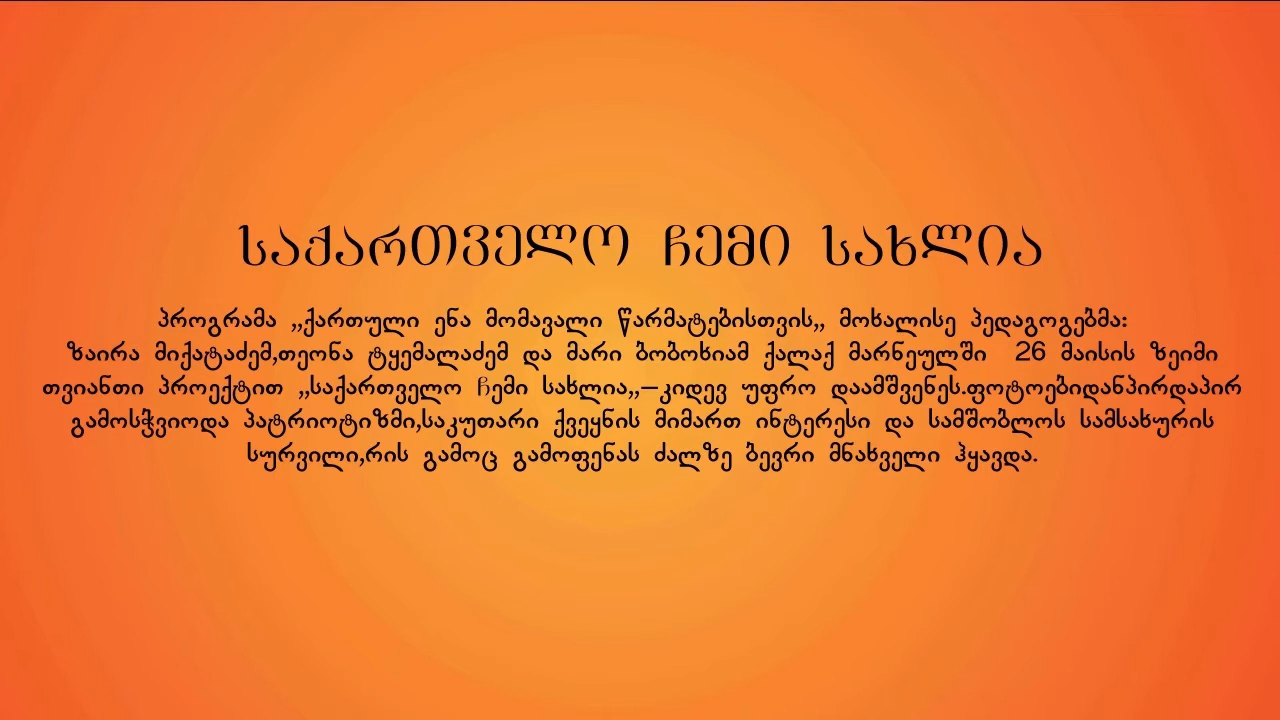 საქართველო ჩემი სახლია
პროგრამა ,,ქართული ენა მომავალი წარმატებისთვის,, მოხალისე პედაგოგებმა:
ზაირა მიქატაძემ,თეონა ტყემალაძემ და მარი ბობოხიამ ქალაქ მარნეულში 26 მაისის ზეიმი
თვიანთი პროექტით ,,საქართველო ჩემი სახლია,,–კიდევ უფრო დაამშვენეს.ფოტოებიდანპირდაპირ
გამოსჭვიოდა პატრიოტიზმი,საკუთარი ქვეყნის მიმართ ინტერესი და სამშობლოს სამსახურის
სურვილი,რის გამოც გამოფენას ძალზე ბევრი მნახველი ჰყავდა.